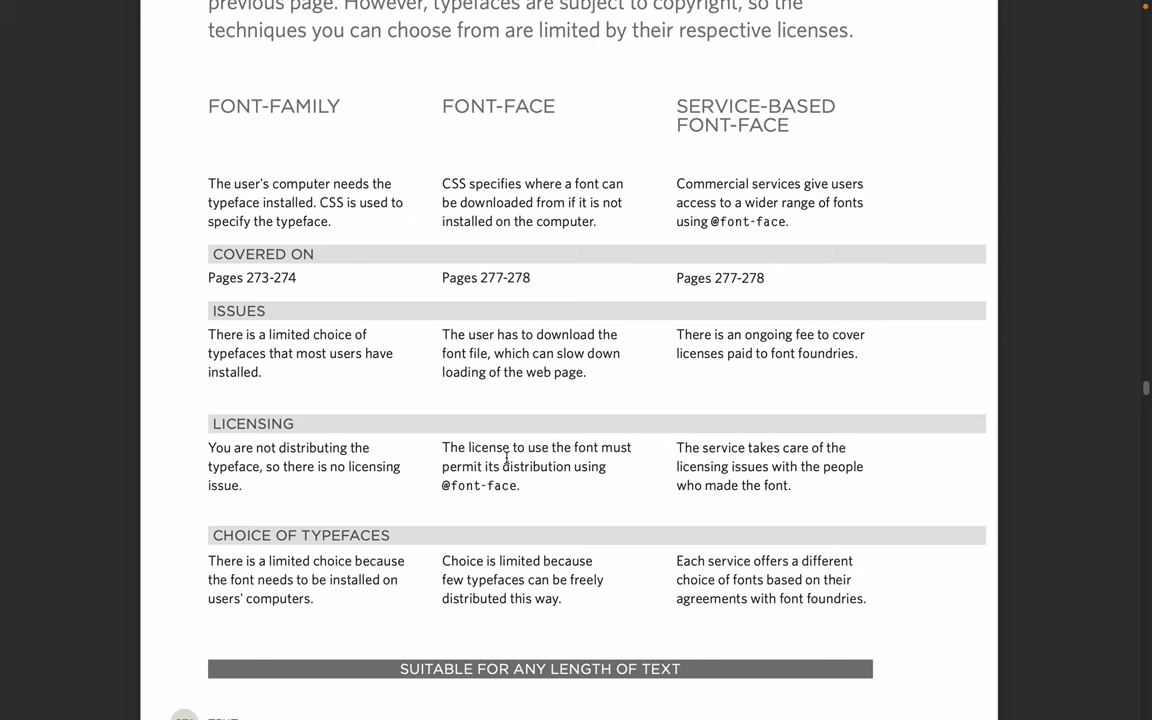 previous page. However, typefaces are subject to copyright, so the
techniques you can choose from are limited by their respective licenses.
FONT-FAMILY
FONT-FACE
SERVICE-BASED
FONT-FACE
The user's computer needs the
typeface installed. CSS is used to
specify the typeface.
CSS specifies where a font can
be downloaded from if it is not
installed on the computer.
Commercial services give users
access to a wider range of fonts
using @font-face.
COVERED ON
Pages 273-274
Pages 277-278
Pages 277-278
ISSUES
There is a limited choice of
typefaces that most users have
installed.
The user has to download the
font file, which can slow down
loading of the web page.
There is an ongoing fee to cover
licenses paid to font foundries.
LICENSING
You are not distributing the
typeface, so there is no licensing
issue.
The license to use the font must
permit its distribution using
@font-face.
The service takes care of the
licensing issues with the people
who made the font.
CHOICE OF TYPEFACES
There is a limited choice because
the font needs to be installed on
users' computers.
Choice is limited because
few typefaces can be freely
distributed this way.
Each service offers a different
choice of fonts based on their
agreements with font foundries.
SUITABLE FOR ANY LENGTH OF TEXT